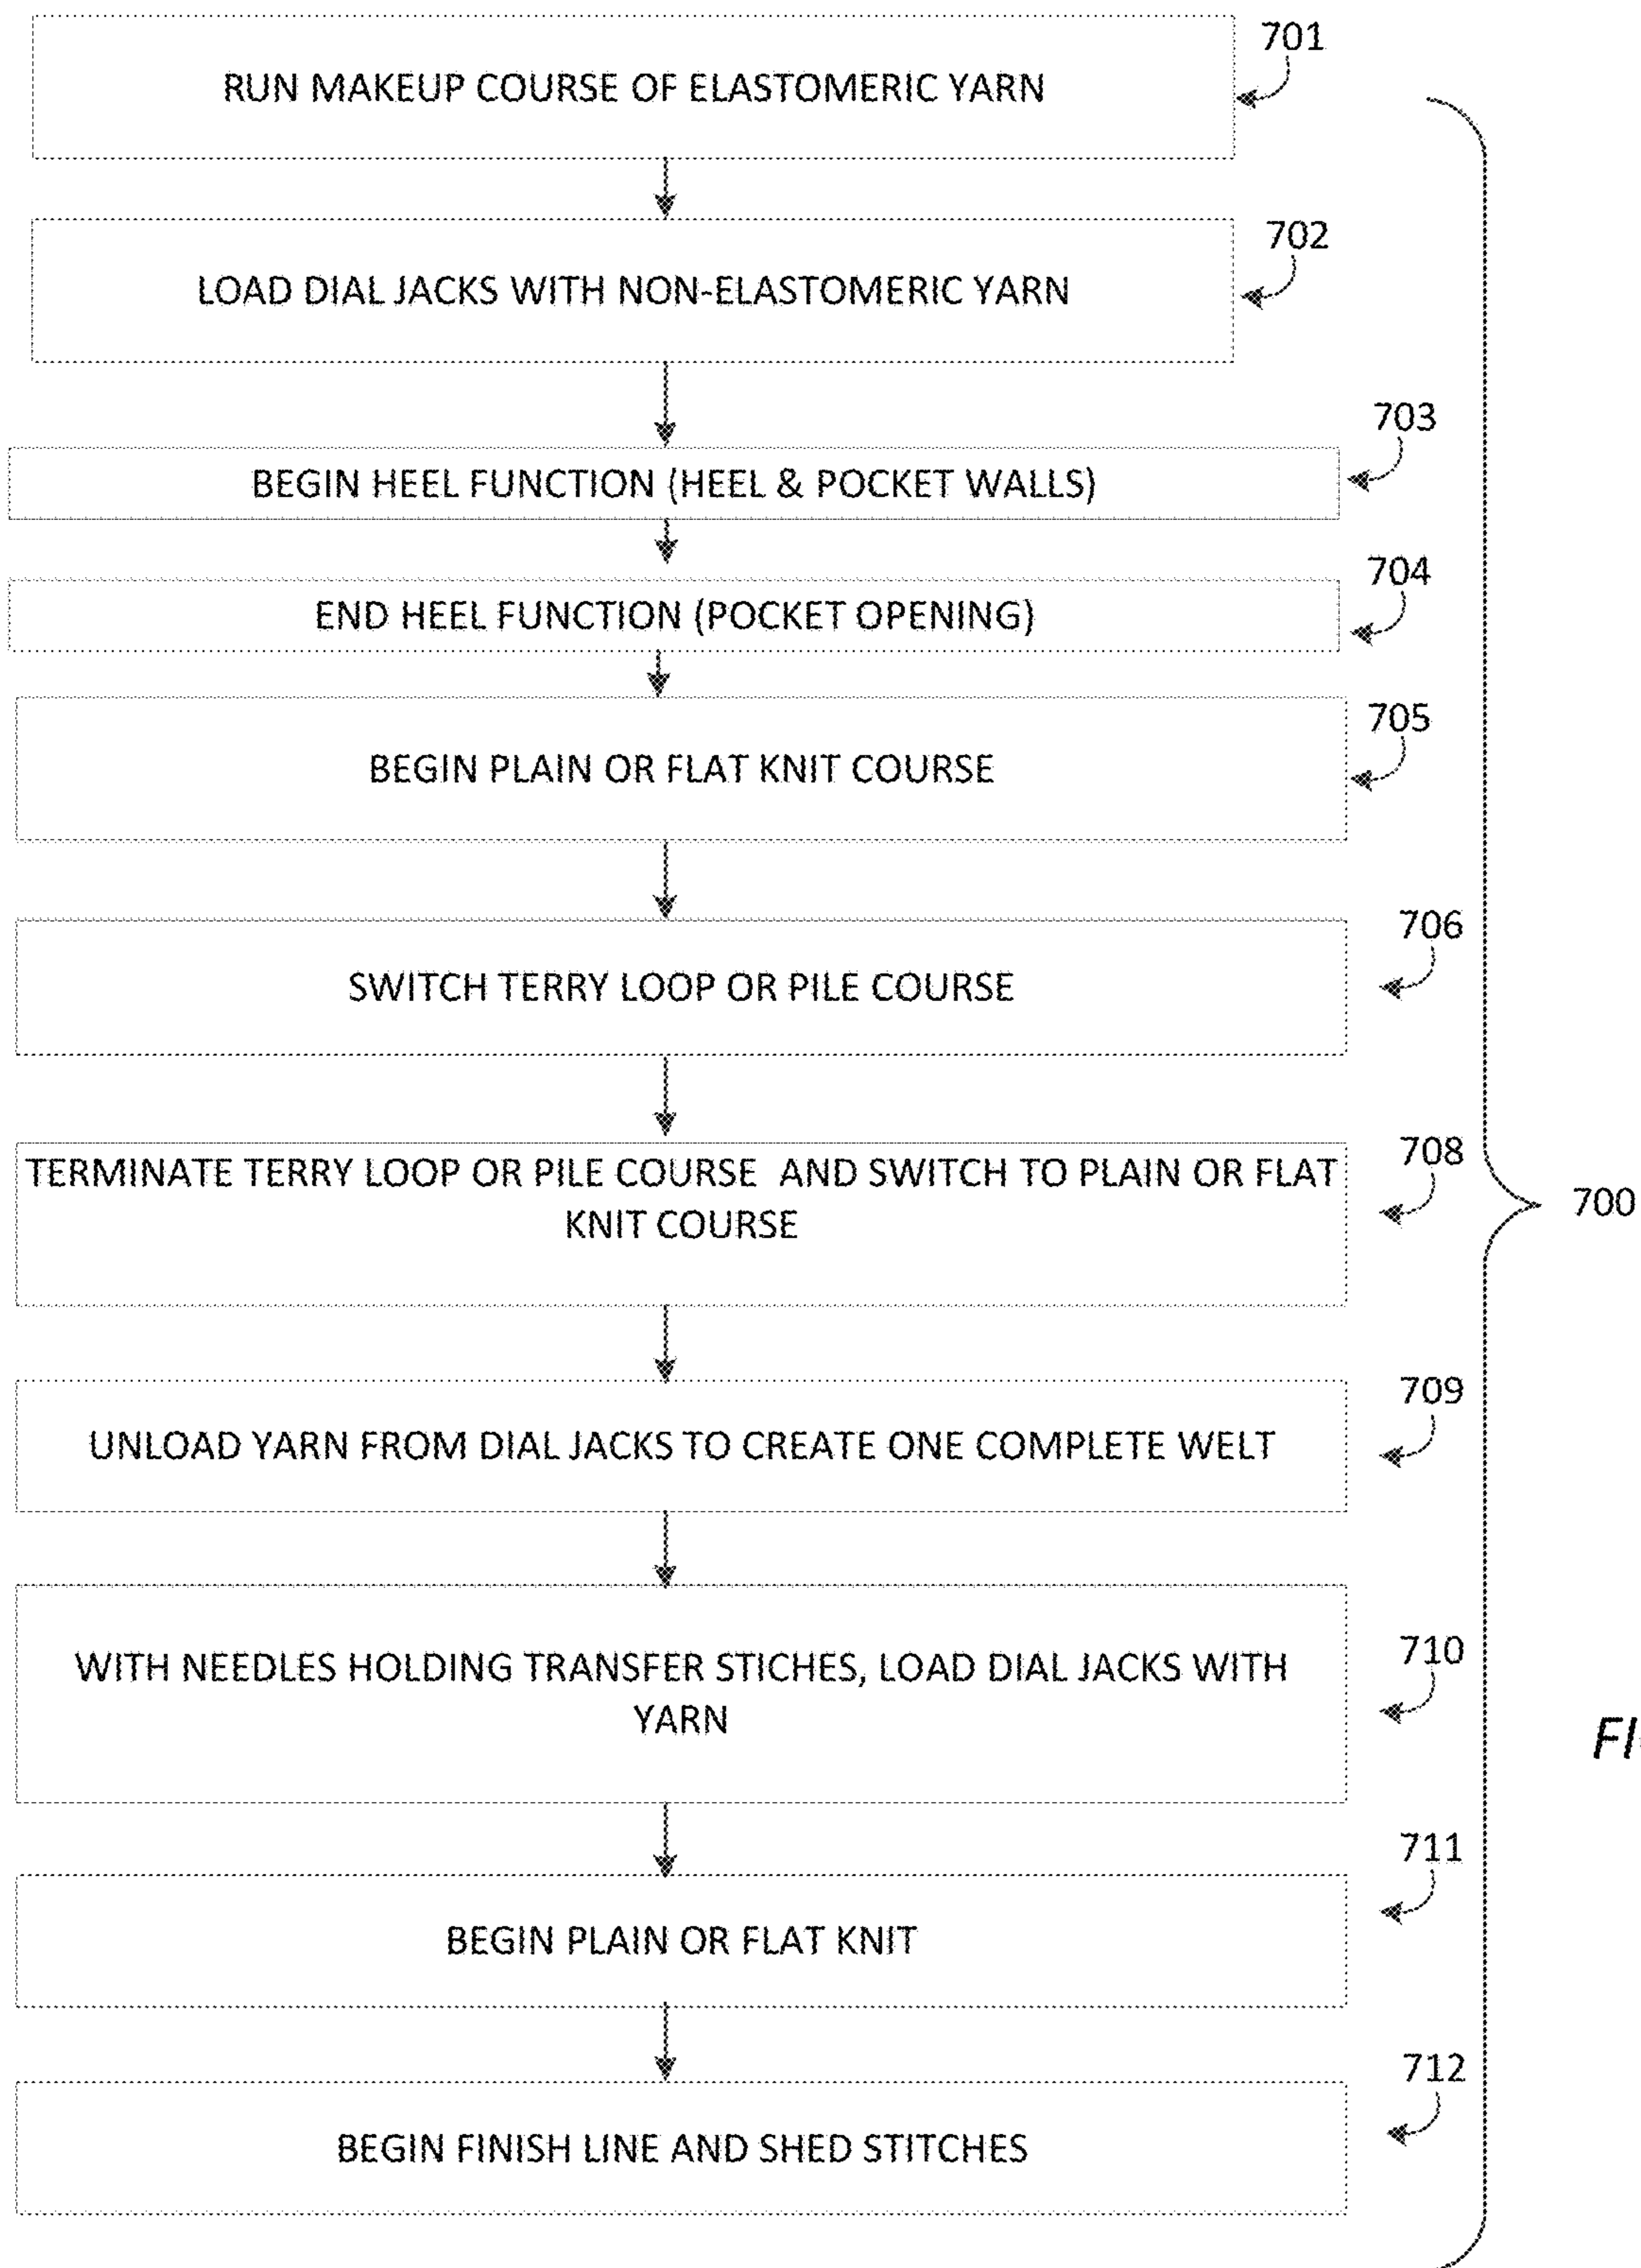 701
RUN MAKEUP COURSE OF ELASTOMERIC YARN
702
LOAD DIAL JACKS WITH NON-ELASTOMERIC YARN
703
BEGIN HEEL FUNCTION (HEEL & POCKET WALLS)
704
END HEEL FUNCTION (POCKET OPENING)
705
BEGIN PLAIN OR FLAT KNIT COURSE
706
SWITCH TERRY LOOP OR PILE COURSE
708
TERMINATE TERRY LOOP OR PILE COURSE AND SWITCH TO PLAIN OR FLAT
KNIT COURSE
700
709
UNLOAD YARN FROM DIAL JACKS TO CREATE ONE COMPLETE WELT
710
WITH NEEDLES HOLDING TRANSFER STICHES, LOAD DIAL JACKS WITH
YARN
711
BEGIN PLAIN OR FLAT KNIT
712
BEGIN FINISH LINE AND SHED STITCHES